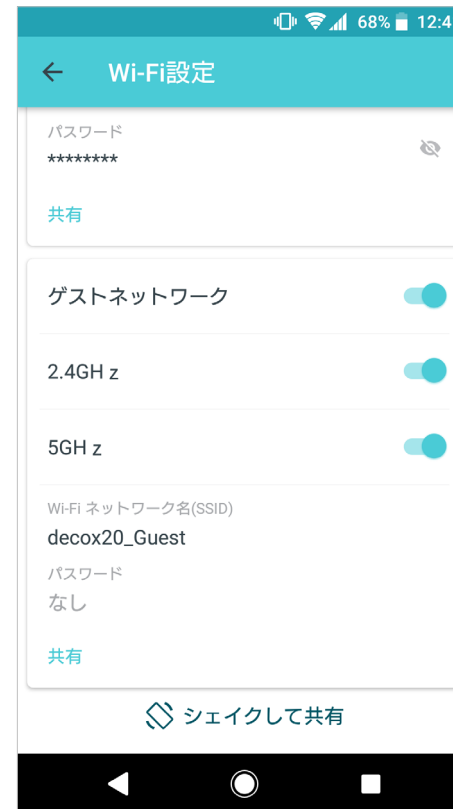 68% 12:4
Wi-Fi設定
パスワード
********
共有
ゲストネットワーク
2.4GH z
5GH z
Wi-Fi ネットワーク名(SSID)
decox20_Guest
パスワード
なし
共有
シェイクして共有